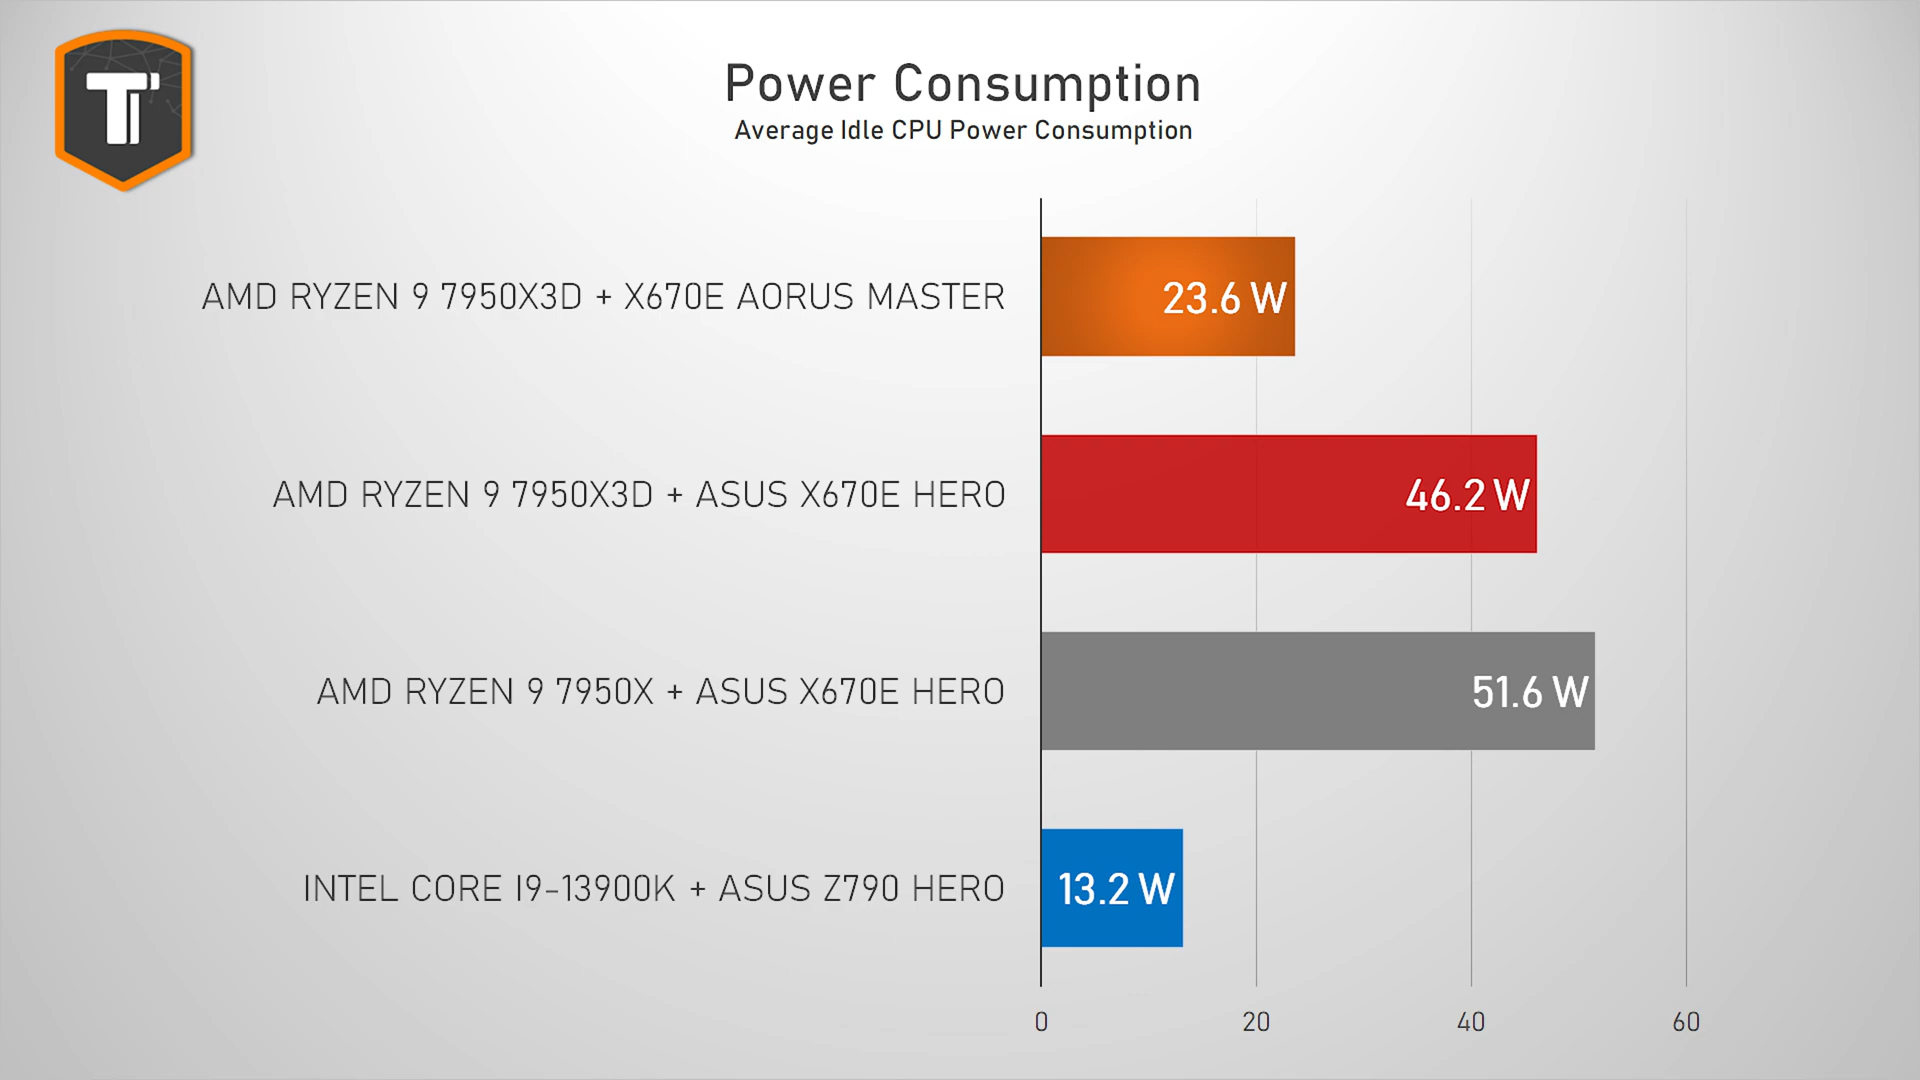 Power Consumption
Average Idle CPU Power Consumption
AMD RYZEN 9 7950X3D + X670E AORUS MASTER
23.6 W
AMD RYZEN 9 7950X3D + ASUS X670E HERO
46.2 W
AMD RYZEN 9 7950X + ASUS X670E HERO
51.6 W
INTEL CORE I9-13900K + ASUS Z790 HERO
13.2 W
0 20 40 60